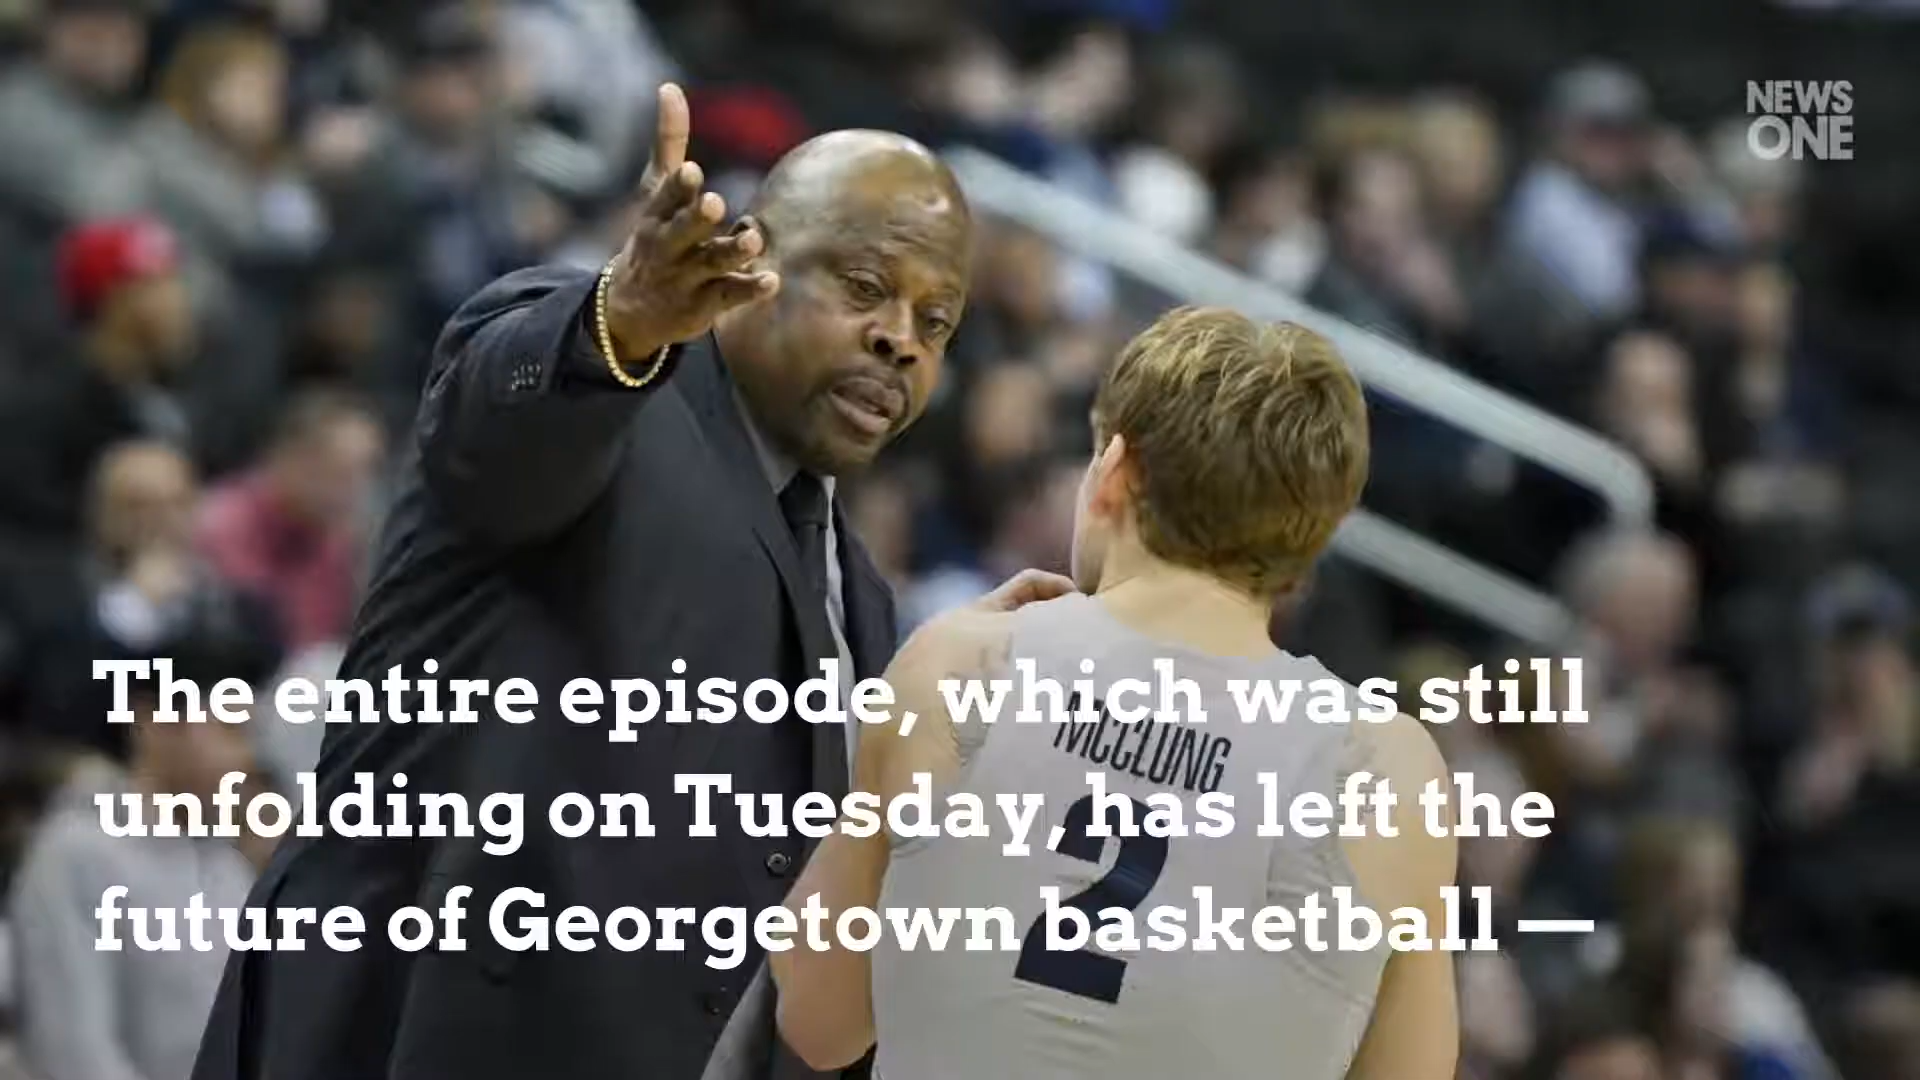 NEWS
ONE
The entire episode, which was still
MCCLUNG
unfolding on Tuesday, has left the
2
future of Georgetown basketball —